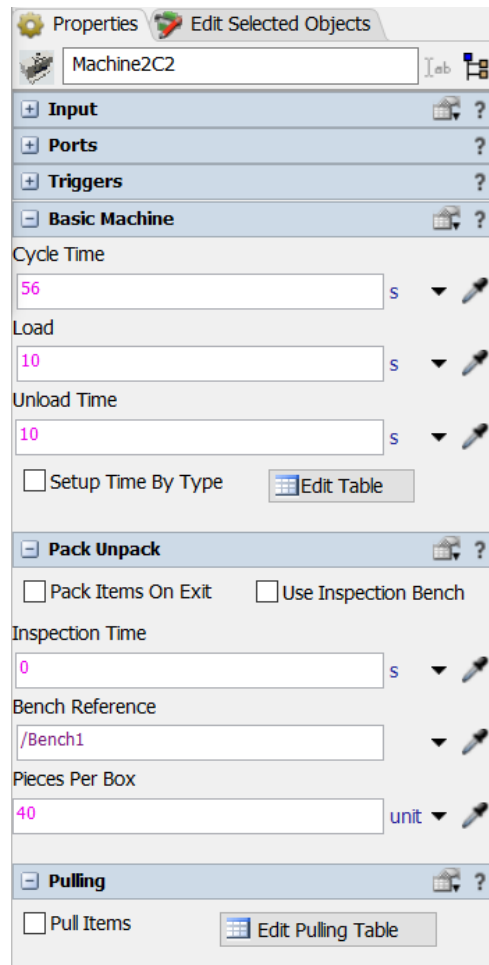 Properties Edit Selected Objects
Machine2C2 ab
Input ?
Ports ?
Triggers ?
Basic Machine ?
Cycle Time
56 s
Load
10 s
Unload Time
10 s
Setup Time By Type Edit Table
Pack Unpack ?
Pack Items On Exit Use Inspection Bench
Inspection Time
0 s
Bench Reference
/Bench1
Pieces Per Box
40 unit
Pulling ?
Pull Items Edit Pulling Table